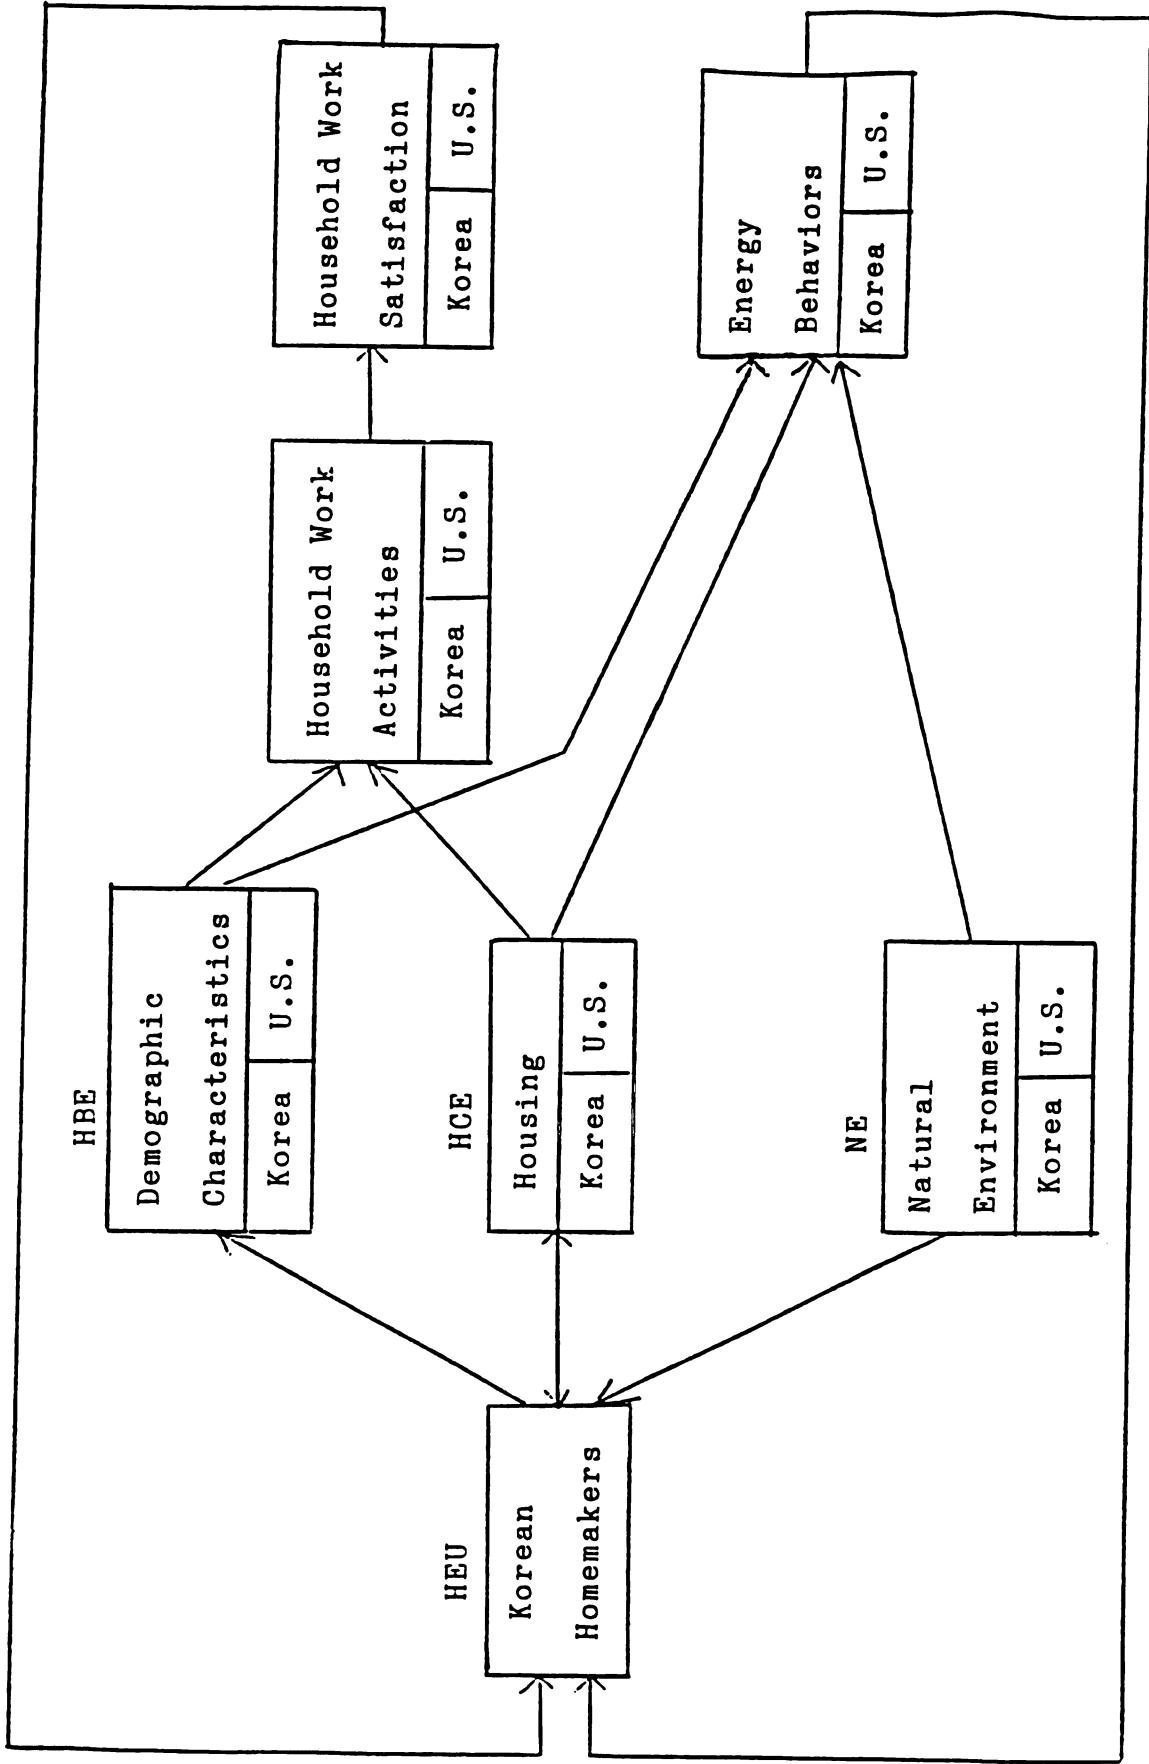 HEU
Korean
Homemakers
HBE
Demographic
Characteristics
Korea U.S.
HCE
Housing
Korea U.S.
NE
Natural
Environment
Korea U.S.
Household Work
Activities
Korea U.S.
Household Work
Satisfaction
Korea U.S.
Energy
Behaviors
Korea U.S.